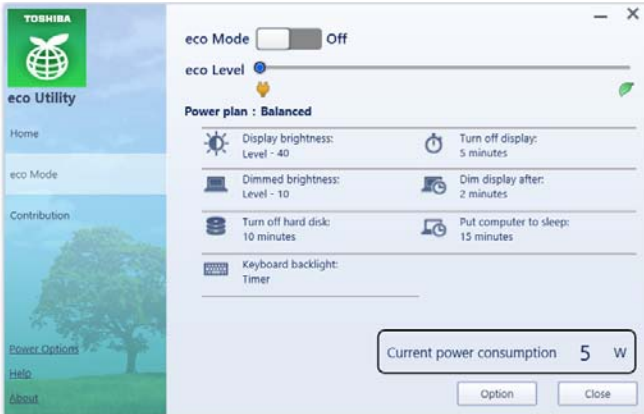 TOSHIBA
eco Utility
Home
eco Mode
Contribution
Power Options
Help
About
eco Mode Off
eco Level
Power plan : Balanced
Display brightness:
Level - 40
Turn off display:
5 minutes
Dimmed brightness:
Level - 10
Dim display after:
2 minutes
Turn off hard disk:
10 minutes
Put computer to sleep:
15 minutes
Keyboard backlight:
Timer
Current power consumption 5 W
Option Close